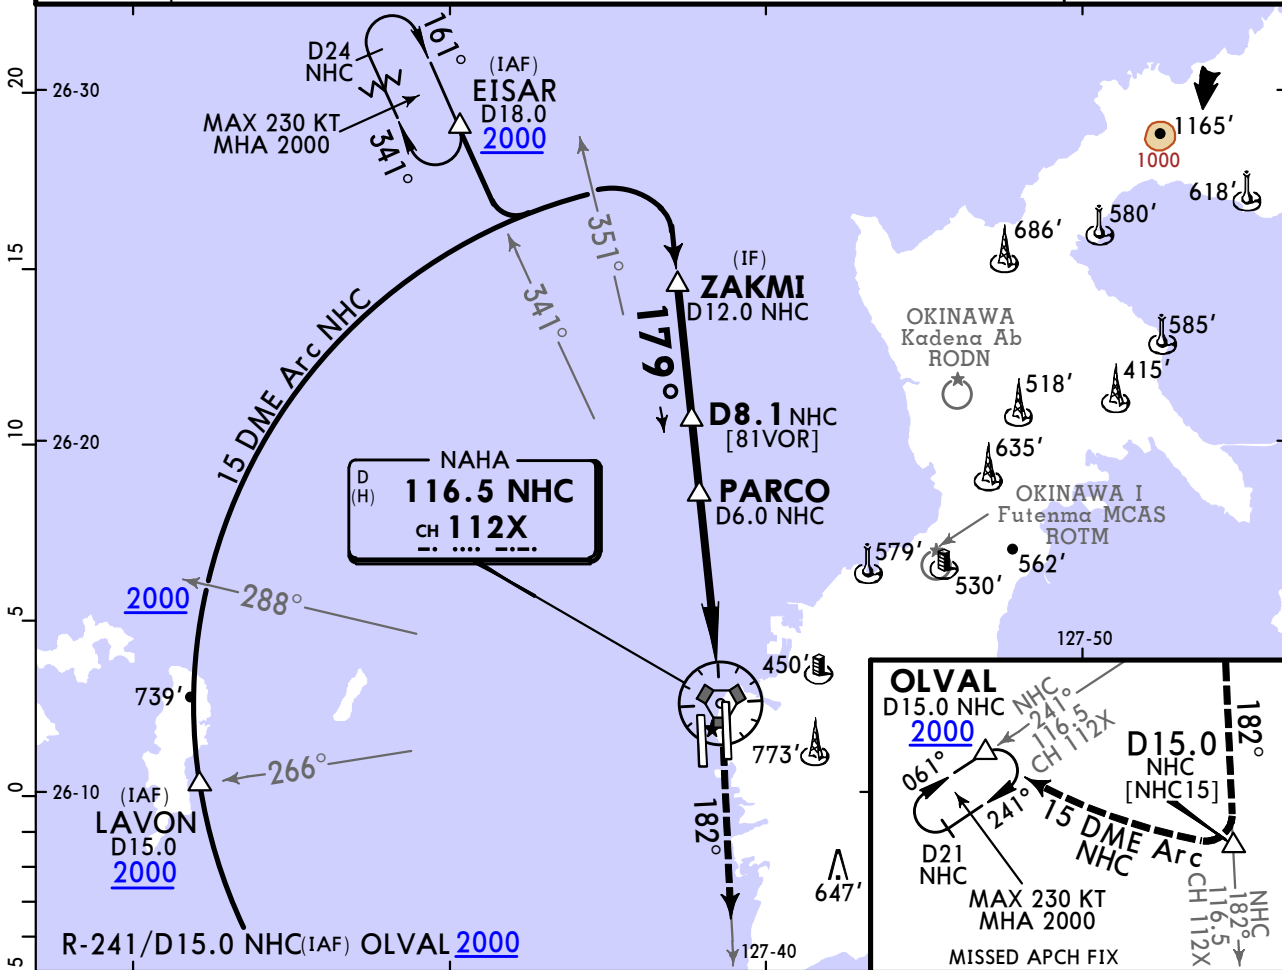 20
26-30
D24
NHC
161°
(IAF)
EISAR
D18.0
2000
MAX 230 KT
MHA 2000
341°
1165'
1000
618'
580'
686'
15
351°
341°
(IF)
ZAKMI
D12.0 NHC
179°
15 DME Arc NHC
OKINAWA
Kadena Ab
RODN
585'
415'
518'
D8.1 NHC
[81VOR]
10
26-20
635'
NAHA
D
(H)
116.5 NHC
CH 112X
PARCO
D6.0 NHC
OKINAWA I
Futenma MCAS
ROTM
579'
530'
562'
5
2000
288°
127-50
450'
739'
773'
266°
0
26-10
(IAF)
LAVON
D15.0
2000
182°
647'
R-241/D15.0 NHC(IAF) OLVAL 2000
5
127-40
OLVAL
D15.0 NHC
2000
NHC
241°
116.5
CH 112X
182°
D15.0
NHC
[NHC15]
061°
241°
15 DME Arc
NHC
D21
NHC
MAX 230 KT
MHA 2000
NHC
182°
116.5
CH 112X
MISSED APCH FIX